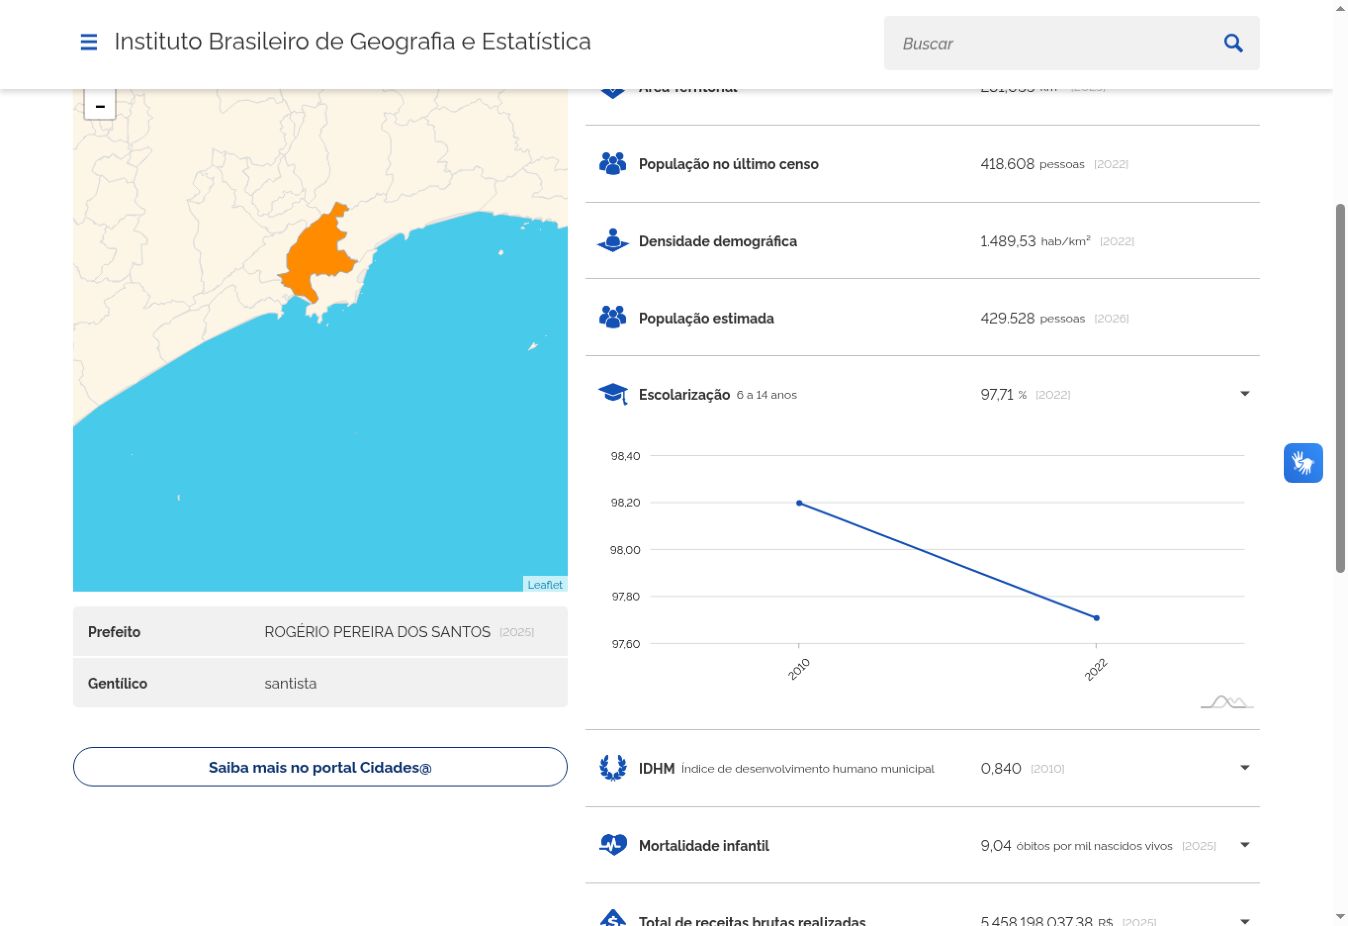 Instituto Brasileiro de Geografia e Estatística
Buscar
-
Leaflet
Prefeito ROGÉRIO PEREIRA DOS SANTOS [2025]
Gentílico santista
Saiba mais no portal Cidades@
População no último censo 418.608 pessoas [2022]
Densidade demográfica 1.489,53 hab/km² [2022]
População estimada 429.528 pessoas [2026]
Escolarização 6 a 14 anos 97,71 % [2022]
98,40
98,20
98,00
97,80
97,60
2010
2022
IDHM Índice de desenvolvimento humano municipal 0,840 [2010]
Mortalidade infantil 9,04 óbitos por mil nascidos vivos [2025]
Total de receitas brutas realizadas 5.458.198.037,38 R$ [2025]